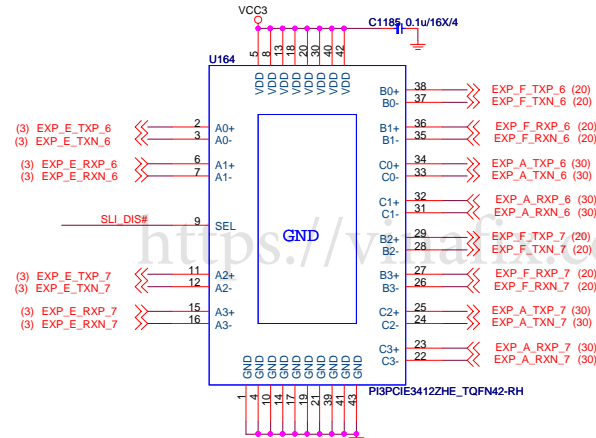 VCC3
C1185 0.1u/16X/4
U164
5 8 13 18 20 30 40 42
VDD VDD VDD VDD VDD VDD VDD VDD
B0+ 38 EXP_F_TXP_6 (20)
B0- 37 EXP_F_TXN_6 (20)
(3) EXP_E_TXP_6 2 A0+
(3) EXP_E_TXN_6 3 A0-
B1+ 36 EXP_F_RXP_6 (20)
B1- 35 EXP_F_RXN_6 (20)
(3) EXP_E_RXP_6 6 A1+
(3) EXP_E_RXN_6 7 A1-
C0+ 34 EXP_A_TXP_6 (30)
C0- 33 EXP_A_TXN_6 (30)
C1+ 32 EXP_A_RXP_6 (30)
C1- 31 EXP_A_RXN_6 (30)
SLI_DIS# 9 SEL
GND
https://vinafix.co
B2+ 29 EXP_F_TXP_7 (20)
B2- 28 EXP_F_TXN_7 (20)
(3) EXP_E_TXP_7 11 A2+
(3) EXP_E_TXN_7 12 A2-
B3+ 27 EXP_F_RXP_7 (20)
B3- 26 EXP_F_RXN_7 (20)
(3) EXP_E_RXP_7 15 A3+
(3) EXP_E_RXN_7 16 A3-
C2+ 25 EXP_A_TXP_7 (30)
C2- 24 EXP_A_TXN_7 (30)
C3+ 23 EXP_A_RXP_7 (30)
C3- 22 EXP_A_RXN_7 (30)
GND GND GND GND GND GND GND GND GND GND
1 4 10 14 17 19 21 39 41 43
PI3PCIE3412ZHE_TQFN42-RH